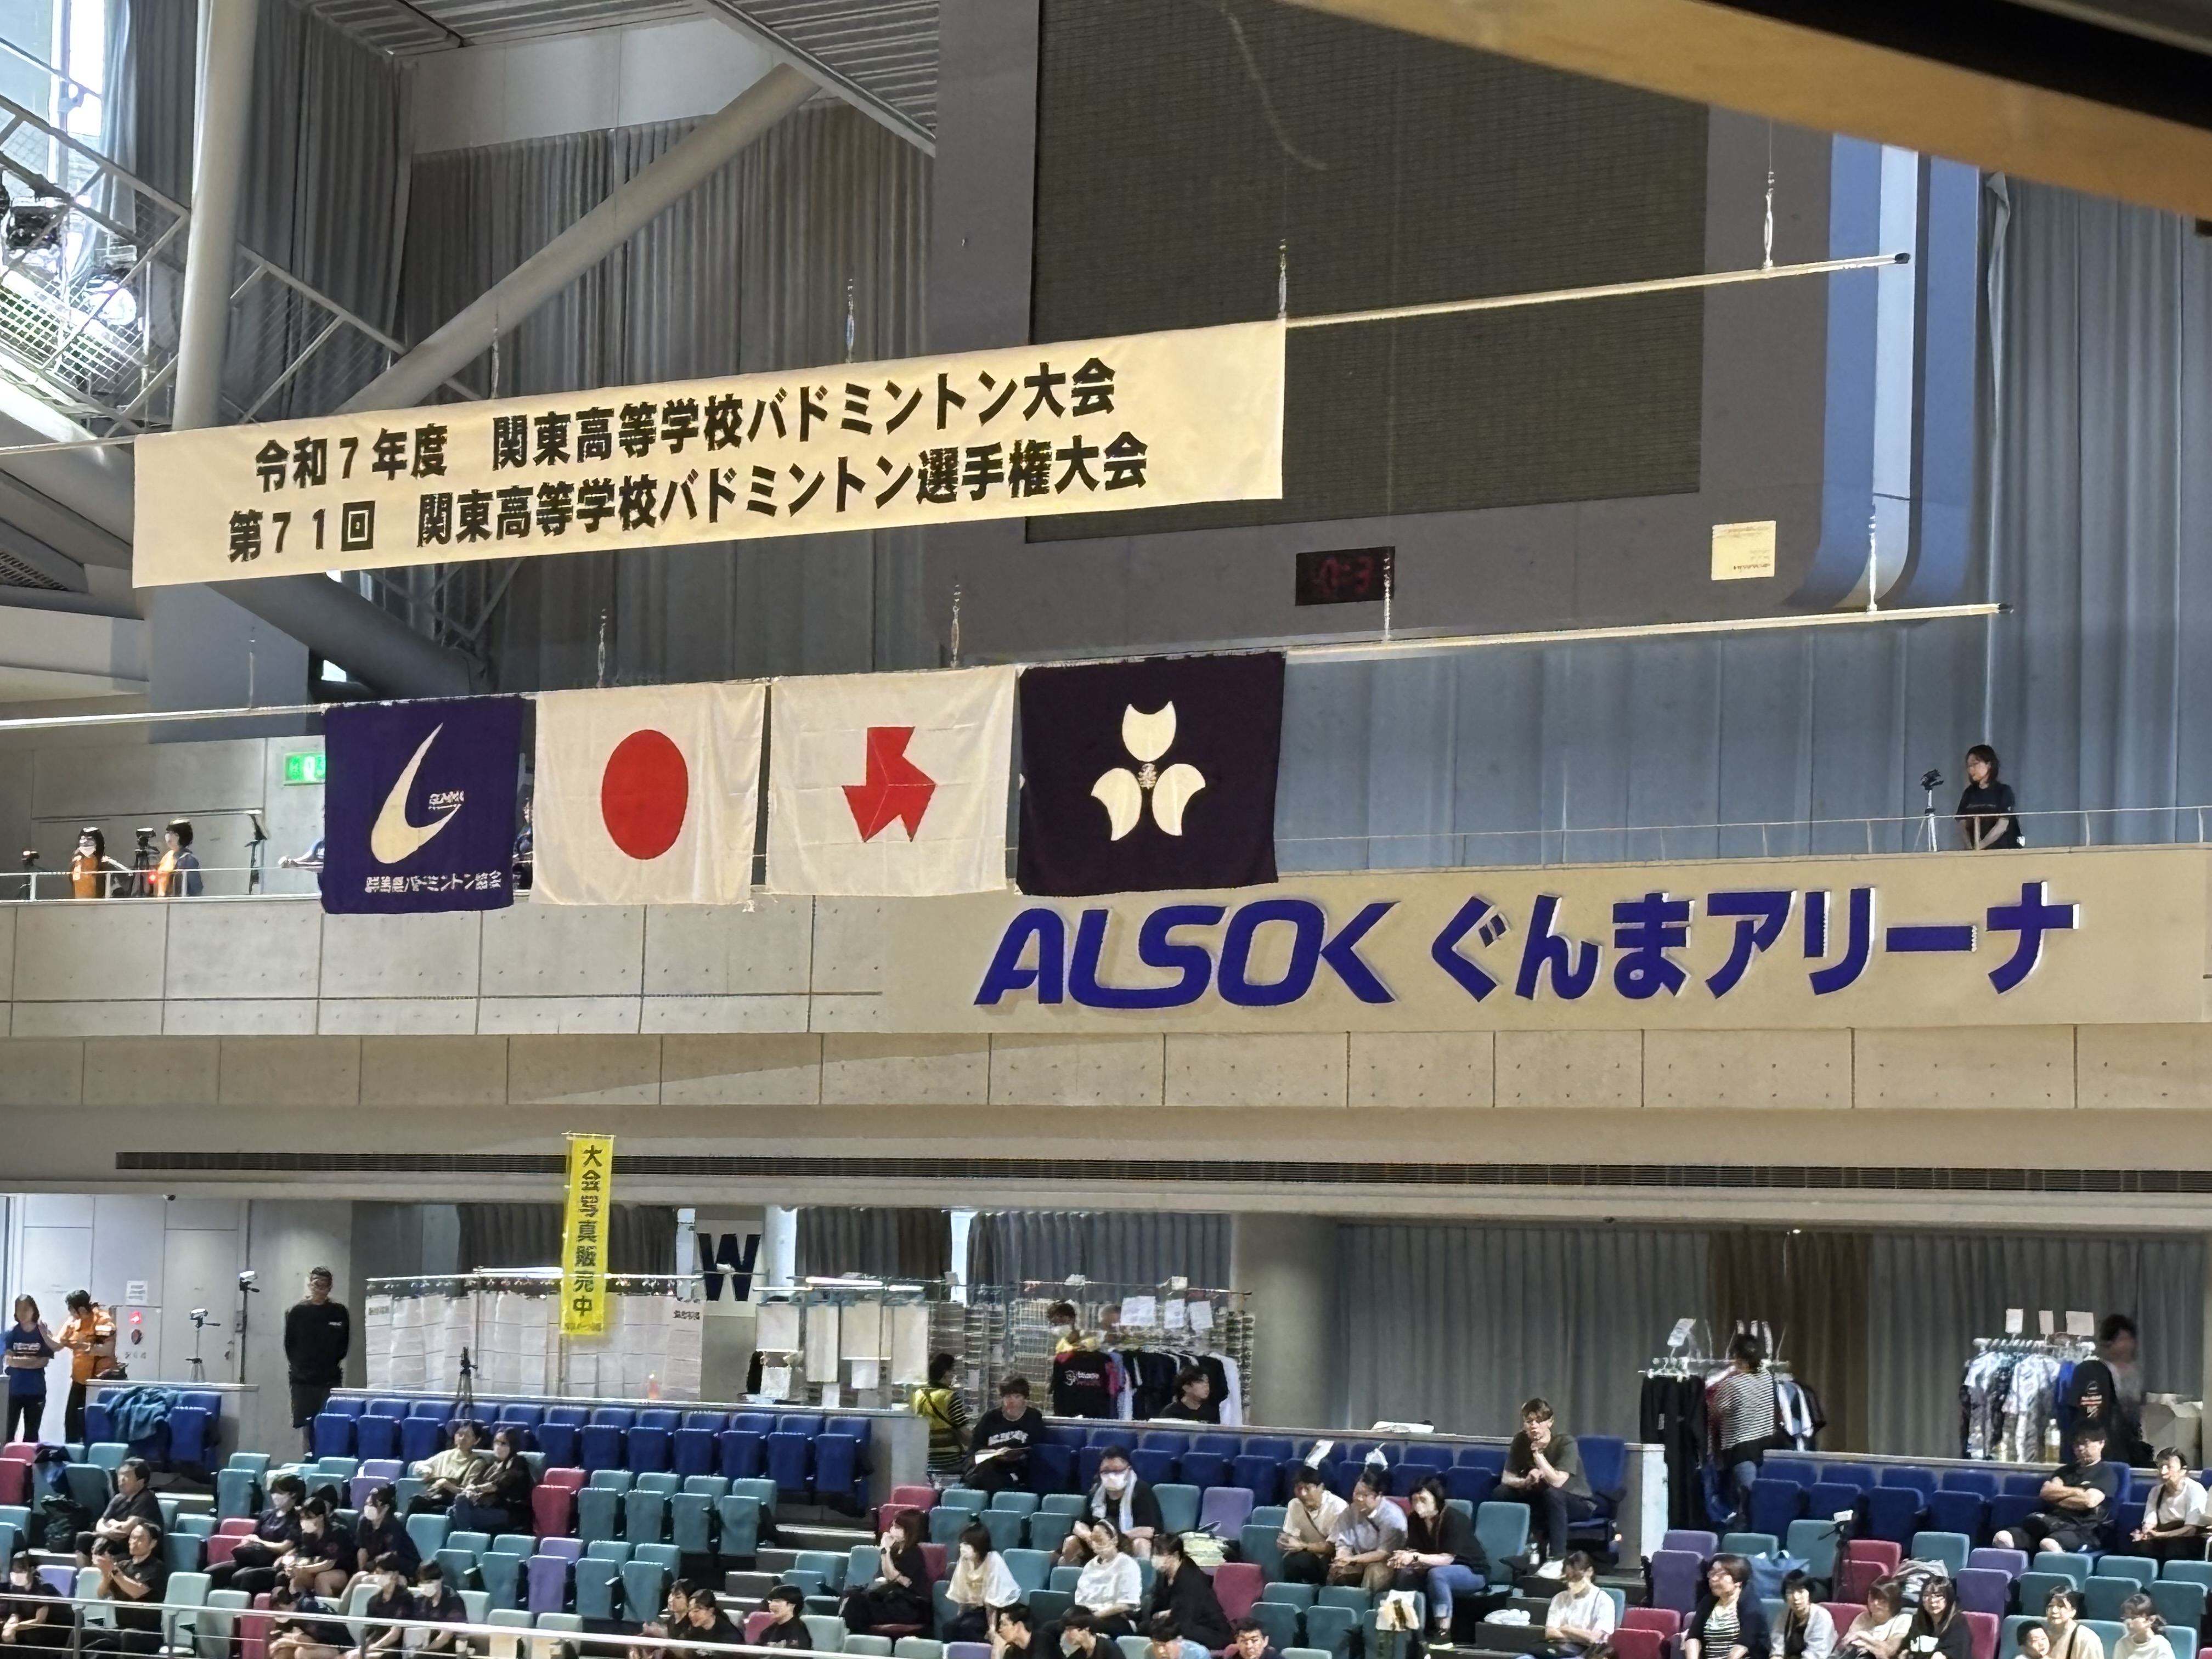 令和7年度　関東高等学校バドミントン大会
第71回　関東高等学校バドミントン選手権大会
GUNMA
群馬県バドミントン協会
ALSOK ぐんまアリーナ
大会写真販売中
W